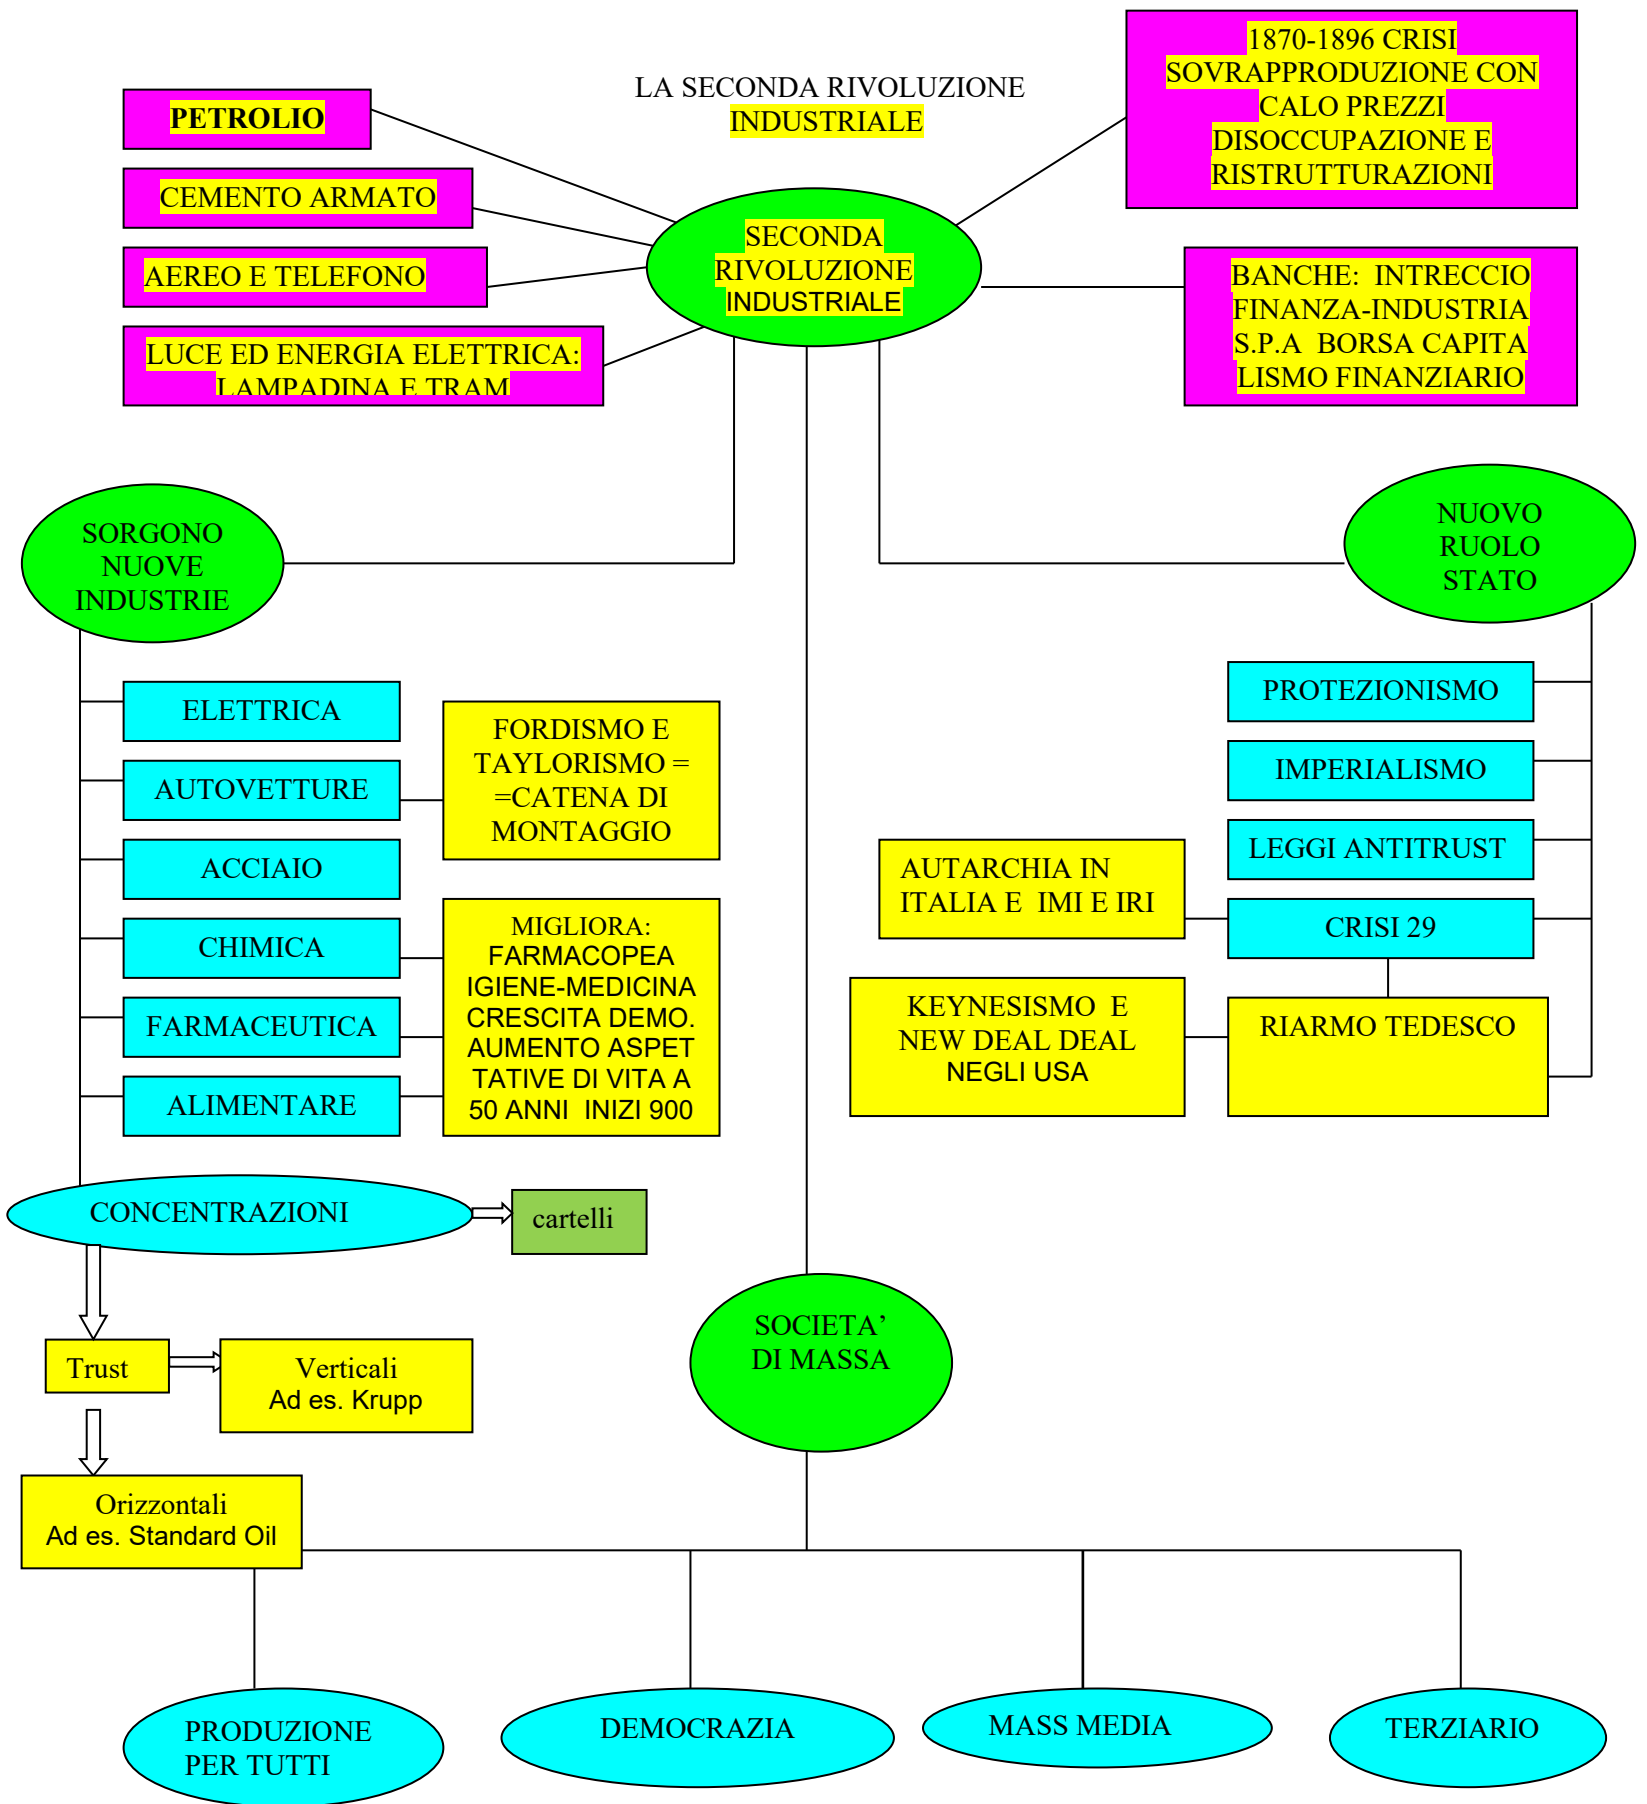 LA SECONDA RIVOLUZIONE
INDUSTRIALE
PETROLIO
CEMENTO ARMATO
AEREO E TELEFONO
LUCE ED ENERGIA ELETTRICA:
LAMPADINA E TRAM
SECONDA
RIVOLUZIONE
INDUSTRIALE
1870-1896 CRISI
SOVRAPPRODUZIONE CON
CALO PREZZI
DISOCCUPAZIONE E
RISTRUTTURAZIONI
BANCHE: INTRECCIO
FINANZA-INDUSTRIA
S.P.A BORSA CAPITA
LISMO FINANZIARIO
SORGONO
NUOVE
INDUSTRIE
ELETTRICA
AUTOVETTURE
ACCIAIO
CHIMICA
FARMACEUTICA
ALIMENTARE
FORDISMO E
TAYLORISMO =
=CATENA DI
MONTAGGIO
MIGLIORA:
FARMACOPEA
IGIENE-MEDICINA
CRESCITA DEMO.
AUMENTO ASPET
TATIVE DI VITA A
50 ANNI INIZI 900
NUOVO
RUOLO
STATO
PROTEZIONISMO
IMPERIALISMO
LEGGI ANTITRUST
CRISI 29
AUTARCHIA IN
ITALIA E IMI E IRI
KEYNESISMO E
NEW DEAL DEAL
NEGLI USA
RIARMO TEDESCO
CONCENTRAZIONI
cartelli
Trust
Verticali
Ad es. Krupp
Orizzontali
Ad es. Standard Oil
SOCIETA’
DI MASSA
PRODUZIONE
PER TUTTI
DEMOCRAZIA
MASS MEDIA
TERZIARIO